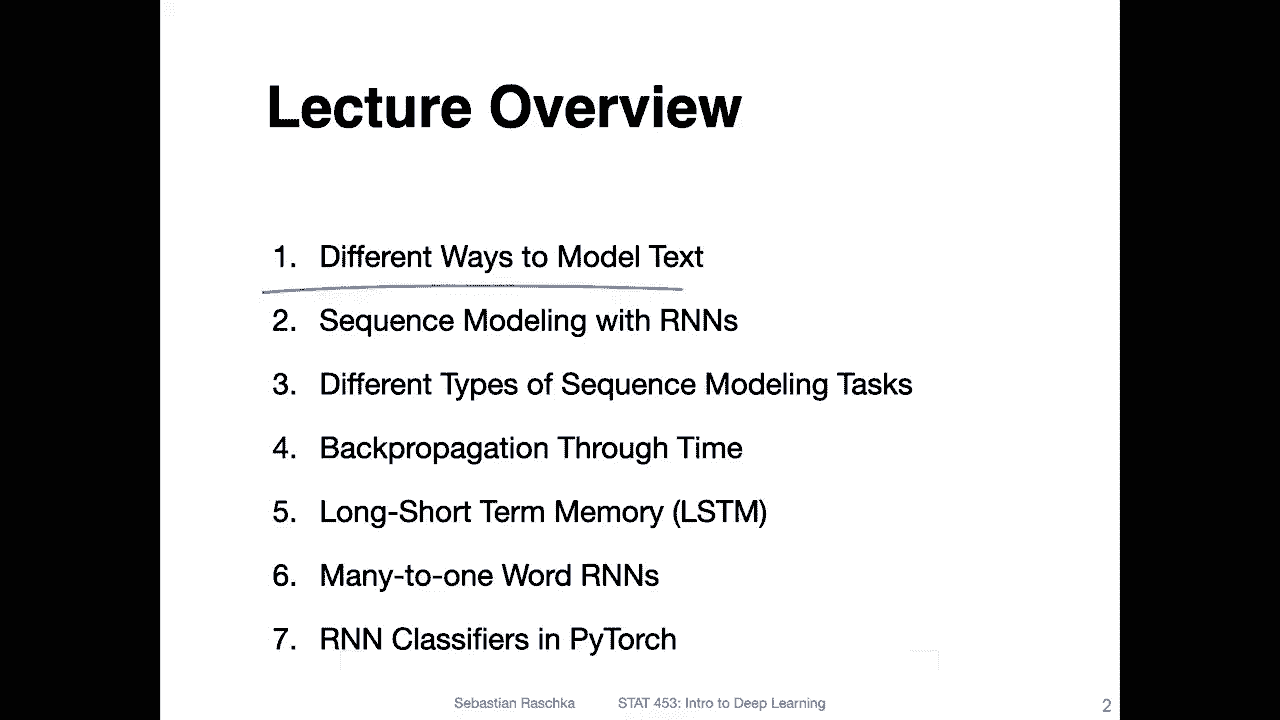 Lecture Overview
1. Different Ways to Model Text
2. Sequence Modeling with RNNs
3. Different Types of Sequence Modeling Tasks
4. Backpropagation Through Time
5. Long-Short Term Memory (LSTM)
6. Many-to-one Word RNNs
7. RNN Classifiers in PyTorch
Sebastian Raschka STAT 453: Intro to Deep Learning 2